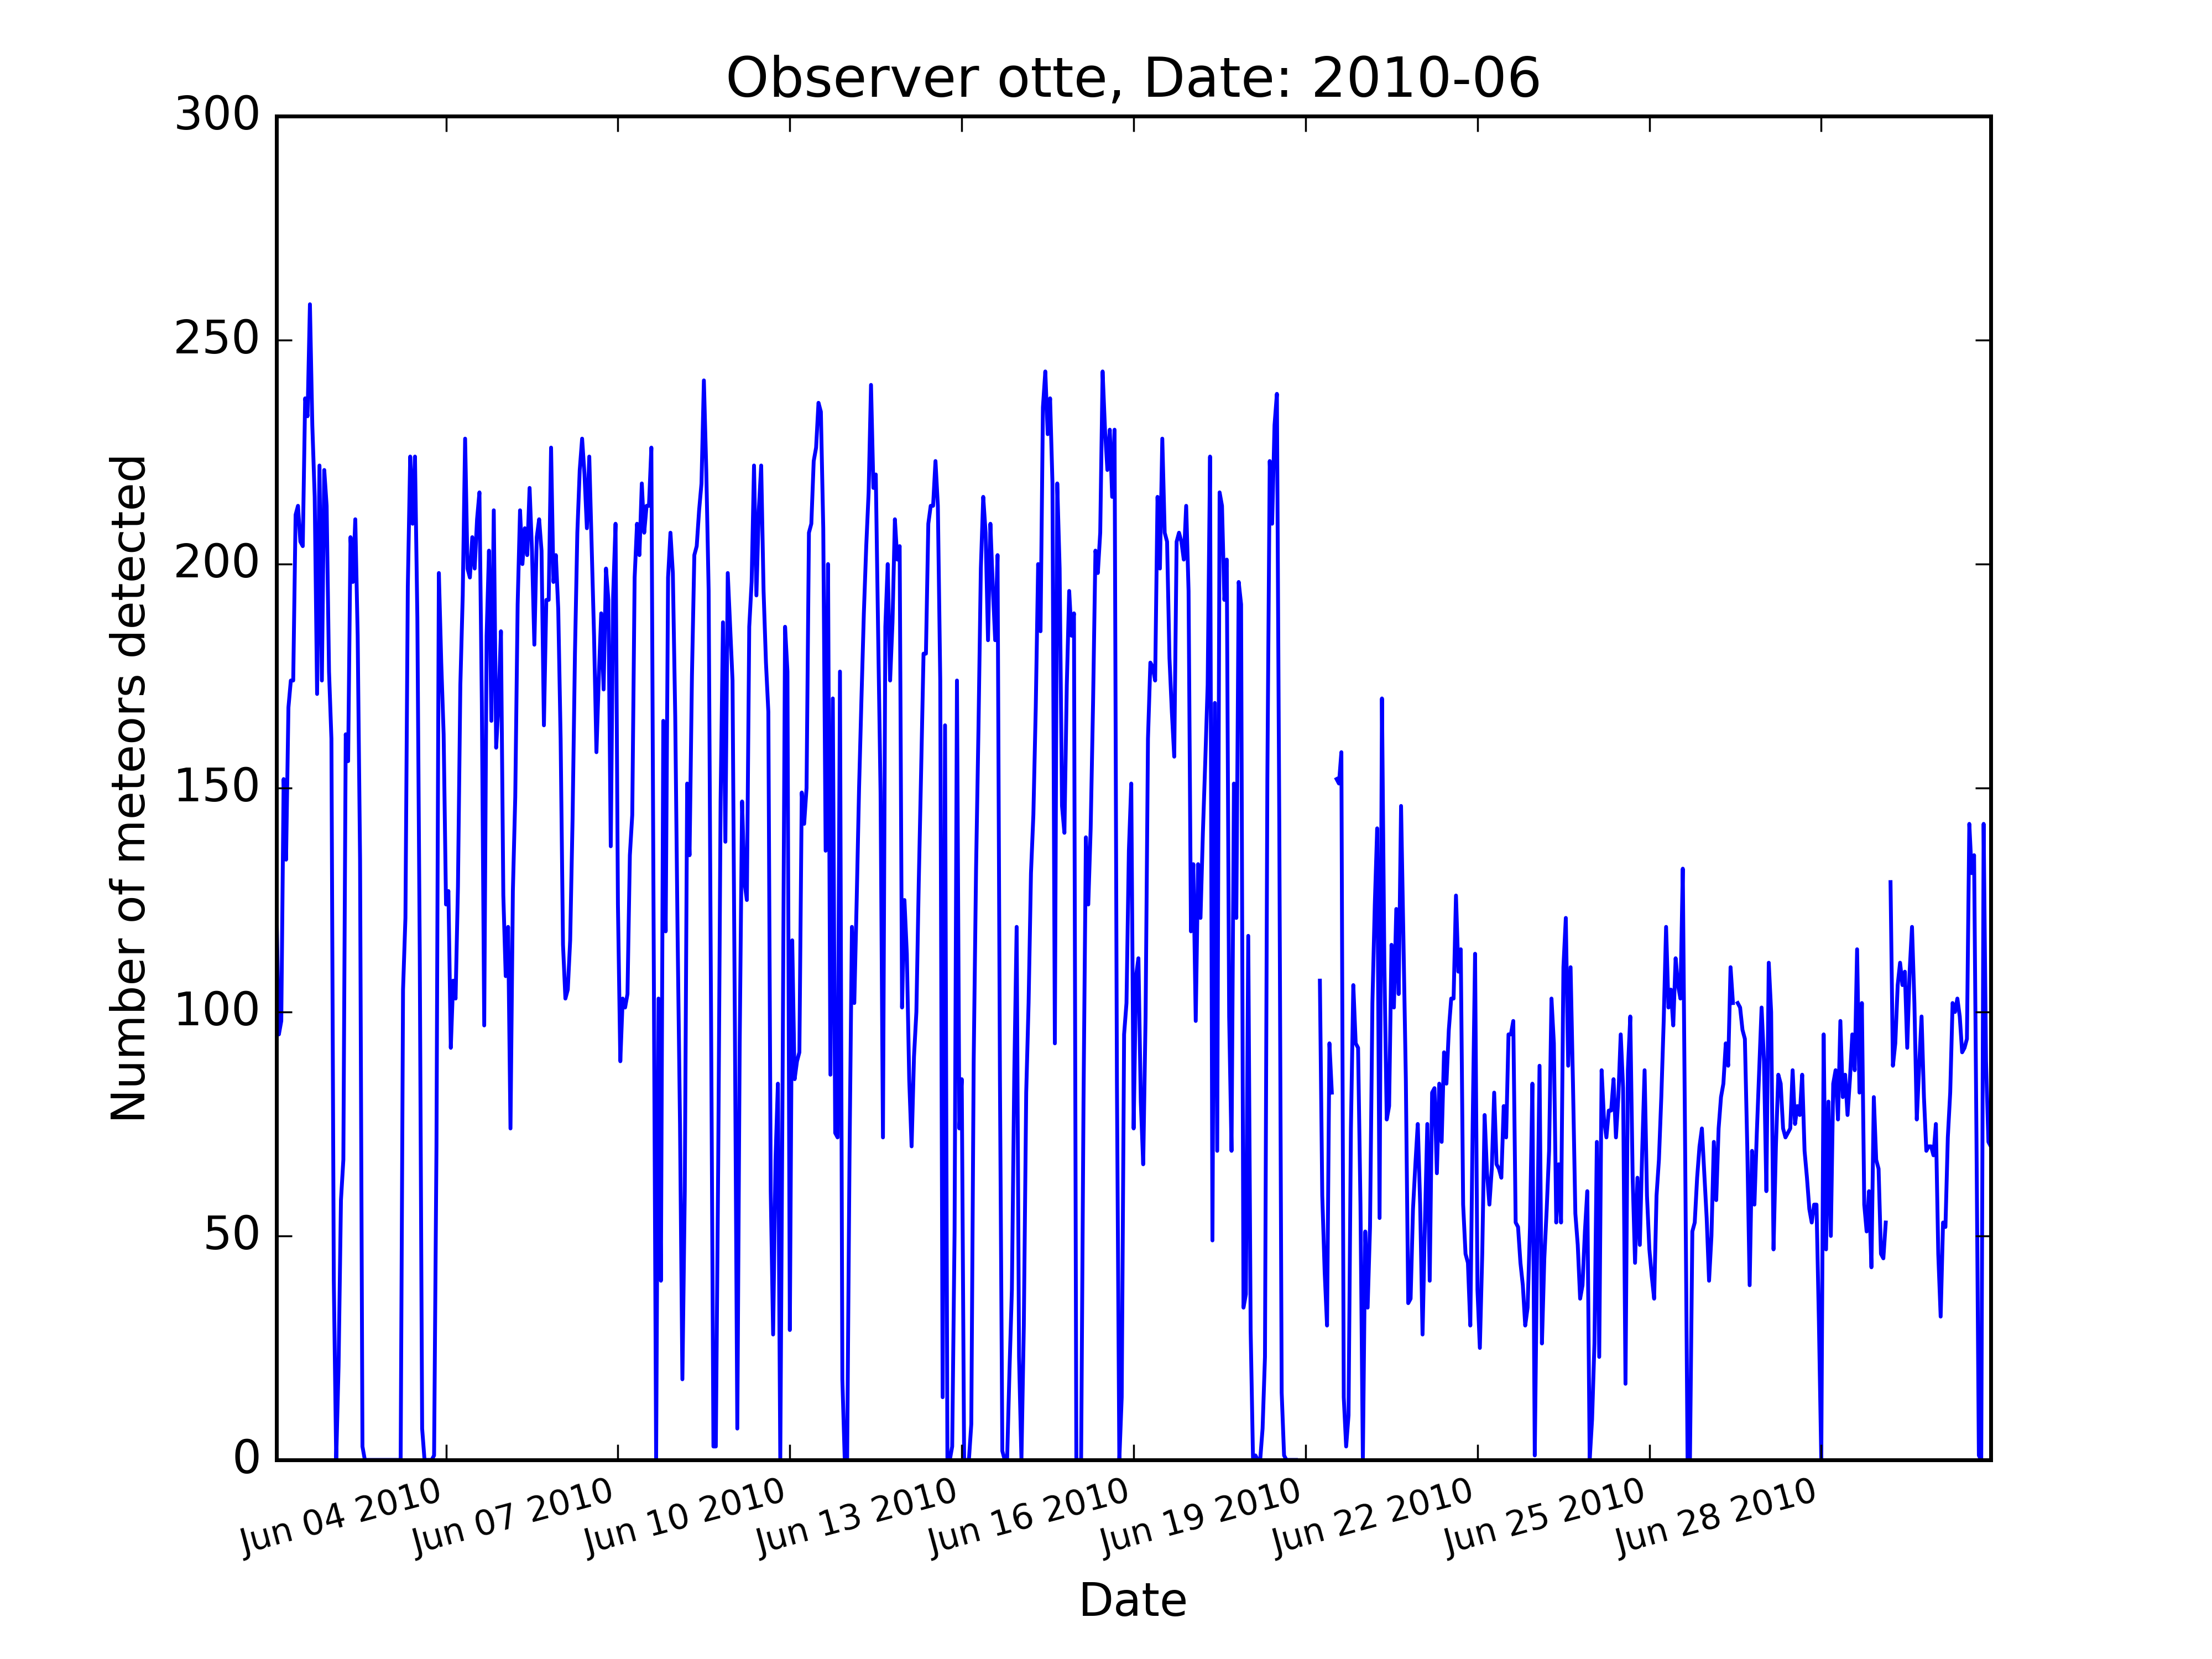 Observer otte, Date: 2010-06
300
250
200
150
100
50
0
Number of meteors detected
Jun 04 2010
Jun 07 2010
Jun 10 2010
Jun 13 2010
Jun 16 2010
Jun 19 2010
Jun 22 2010
Jun 25 2010
Jun 28 2010
Date